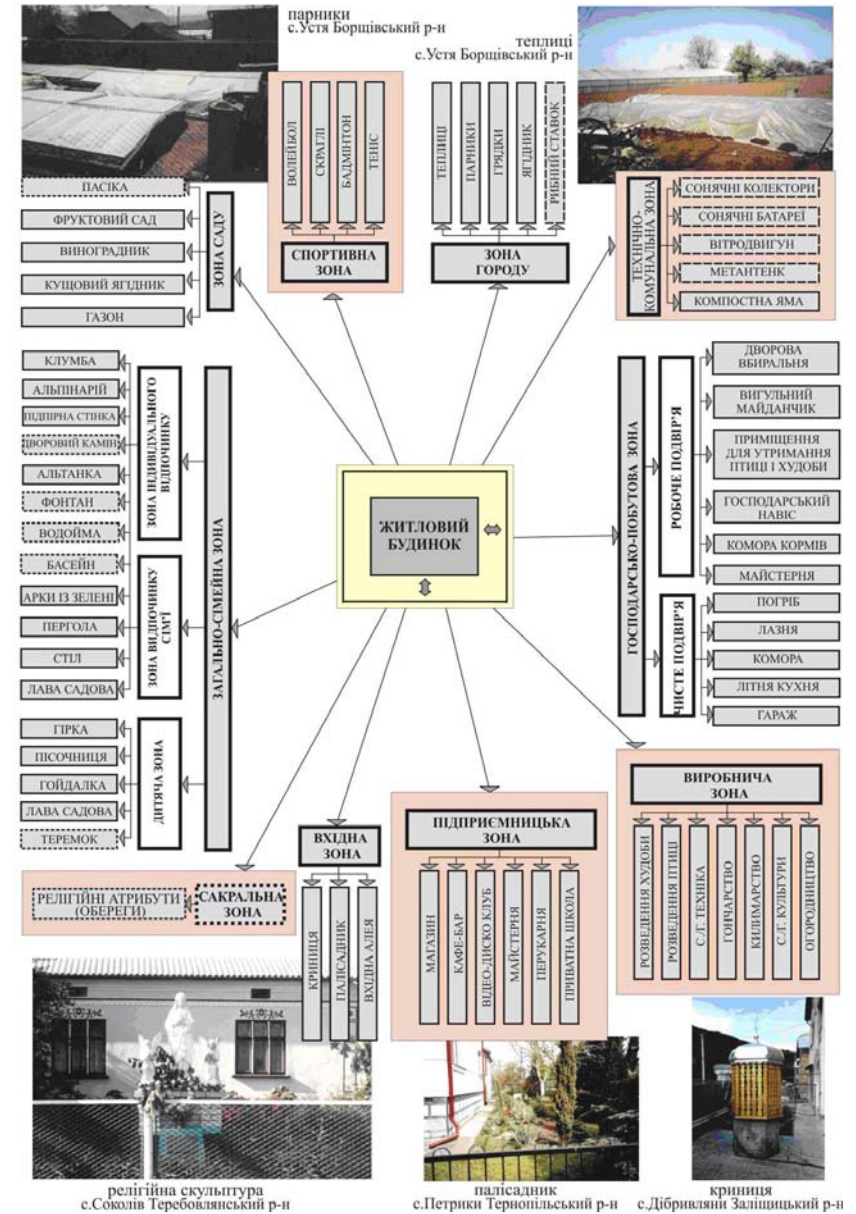 парники
с.Устя Борщівський р-н
теплиці
с.Устя Борщівський р-н
ПАСІКА
ФРУКТОВИЙ САД
ВИНОГРАДНИК
КУЩОВИЙ ЯГІДНИК
ГАЗОН
ЗОНА САДУ
ВОЛЕЙБОЛ
СКРАГЛІ
БАДМІНТОН
ТЕНІС
СПОРТИВНА
ЗОНА
ТЕПЛИЦІ
ПАРНИКИ
ГРЯДКИ
ЯГІДНИК
РИБНИЙ СТАВОК
ЗОНА
ГОРОДУ
ТЕХНІЧНО-
КОМУНАЛЬНА ЗОНА
СОНЯЧНІ КОЛЕКТОРИ
СОНЯЧНІ БАТАРЕЇ
ВІТРОДВИГУН
МЕТАНТЕНК
КОМПОСТНА ЯМА
КЛУМБА
АЛЬПІНАРІЙ
ПІДПІРНА СТІНКА
ДВОРОВИЙ КАМІН
АЛЬТАНКА
ФОНТАН
ВОДОЙМА
БАСЕЙН
АРКИ ІЗ ЗЕЛЕНІ
ПЕРГОЛА
СТІЛ
ЛАВА САДОВА
ГІРКА
ПІСОЧНИЦЯ
ГОЙДАЛКА
ЛАВА САДОВА
ТЕРЕМОК
ЗОНА ІНДИВІДУАЛЬНОГО
ВІДПОЧИНКУ
ЗОНА ВИДПОЧИНКУ
СІМ'Ї
ДИТЯЧА ЗОНА
ЗАГАЛЬНО-СІМЕЙНА ЗОНА
ЖИТЛОВИЙ
БУДИНОК
ГОСПОДАРСЬКО-ПОБУТОВА ЗОНА
РОБОЧЕ ПОДВІР'Я
ЧИСТЕ ПОДВІР'Я
ДВОРОВА
ВБИРАЛЬНЯ
ВИГУЛЬНИЙ
МАЙДАНЧИК
ПРИМІЩЕННЯ
ДЛЯ УТРИМАННЯ
ПТИЦІ І ХУДОБИ
ГОСПОДАРСЬКИЙ
НАВІС
КОМОРА КОРМІВ
МАЙСТЕРНЯ
ПОГРІБ
ЛАЗНЯ
КОМОРА
ЛІТНЯ КУХНЯ
ГАРАЖ
РЕЛІГІЙНІ АТРИБУТИ
(ОБЕРЕГИ)
САКРАЛЬНА
ЗОНА
ВХІДНА
ЗОНА
КРИНИЦЯ
ПАЛІСАДНИК
ВХІДНА АЛЕЯ
ПІДПРИЄМНИЦЬКА
ЗОНА
МАГАЗИН
КАФЕ-БАР
ВІДЕО-ДИСКО КЛУБ
МАЙСТЕРНЯ
ПЕРУКАРНЯ
ПРИВАТНА ШКОЛА
ВИРОБНИЧА
ЗОНА
РОЗВЕДЕННЯ ХУДОБИ
РОЗВЕДЕННЯ ПТИЦІ
С.Г. ТЕХНІКА
ГОНЧАРСТВО
КИЛИМАРСТВО
С.Г. КУЛЬТУРИ
ОГОРОДНИЦТВО
релігійна скульптура
с.Соколів Теребовлянський р-н
палісадник
с.Петрики Тернопільський р-н
криниця
с.Дібривляни Заліщицький р-н